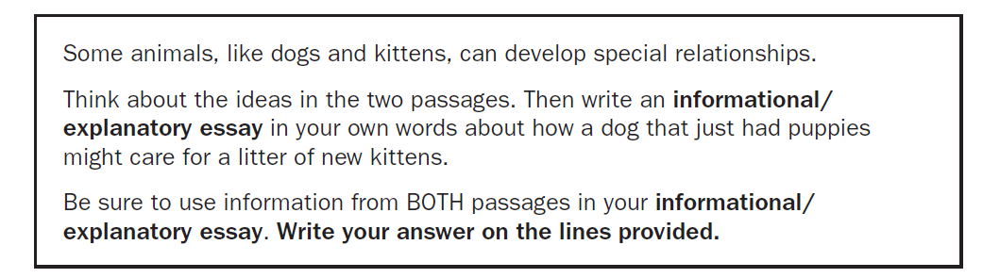 Some animals, like dogs and kittens, can develop special relationships.
Think about the ideas in the two passages. Then write an informational/
explanatory essay in your own words about how a dog that just had puppies
might care for a litter of new kittens.
Be sure to use information from BOTH passages in your informational/
explanatory essay. Write your answer on the lines provided.